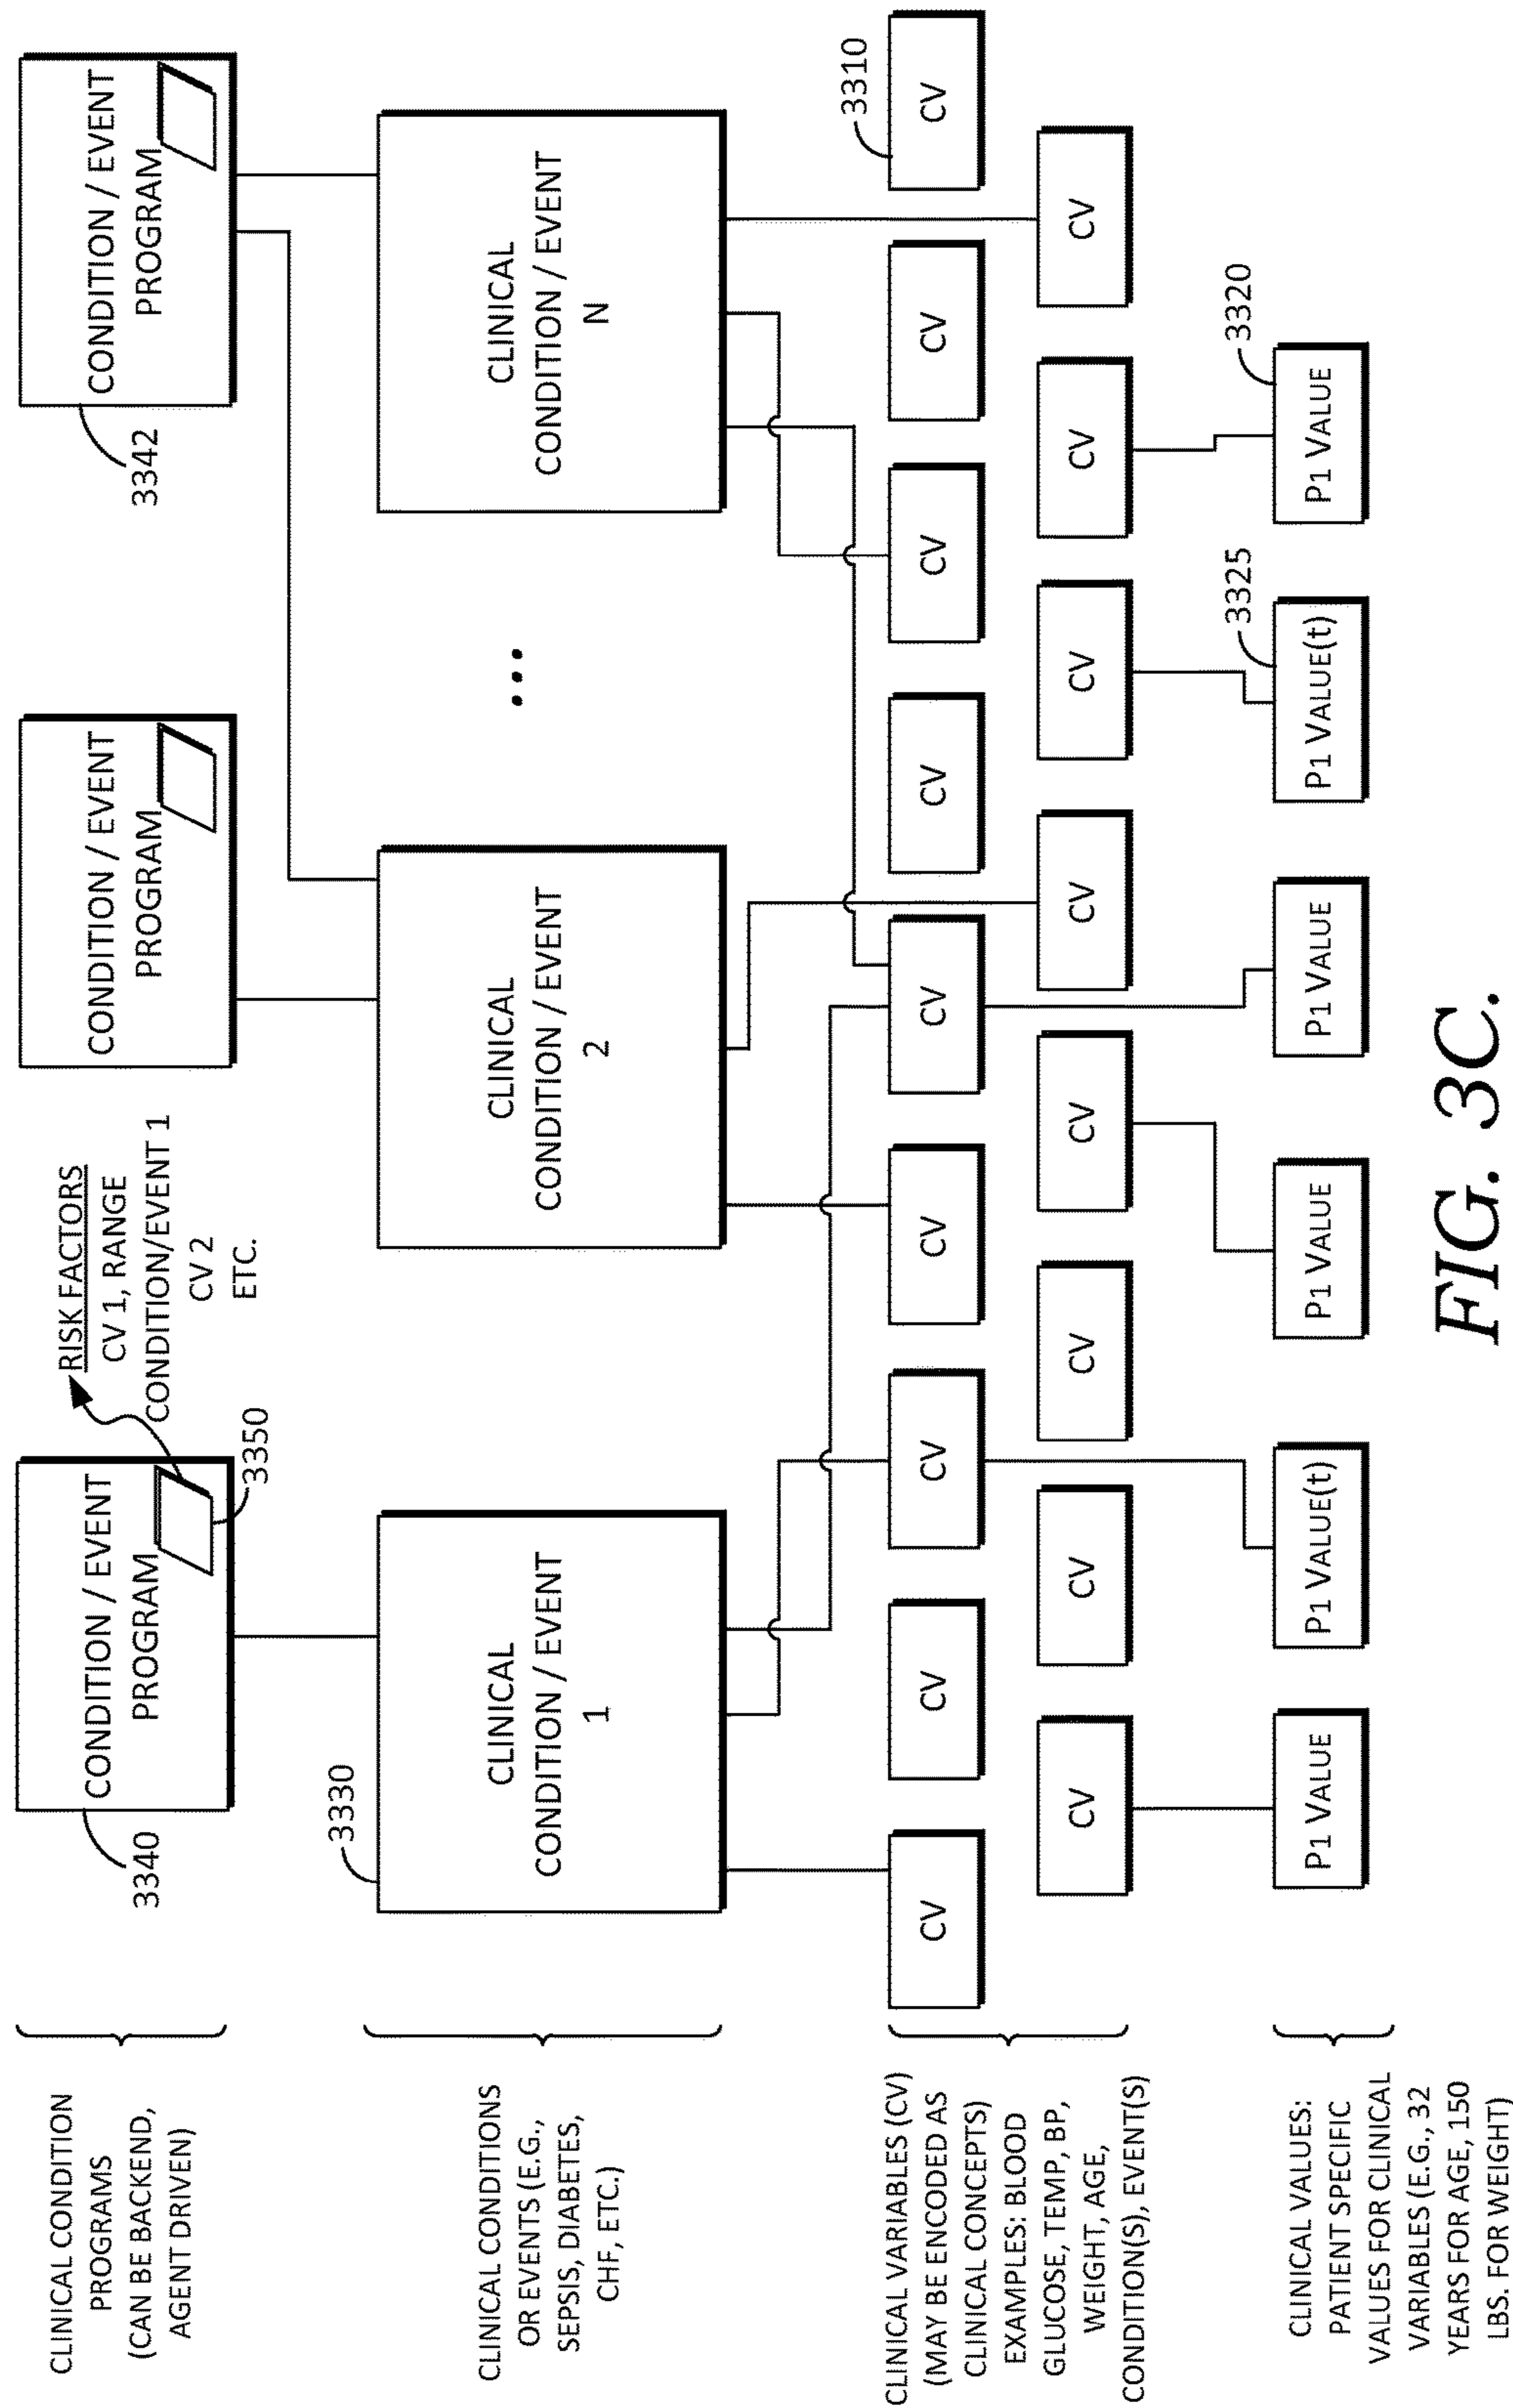 CLINICAL CONDITION
PROGRAMS
(CAN BE BACKEND,
AGENT DRIVEN)
3340
CONDITION / EVENT
PROGRAM
3350
RISK FACTORS
CV 1, RANGE
CONDITION/EVENT 1
CV 2
ETC.
CONDITION / EVENT
PROGRAM
3342
CONDITION / EVENT
PROGRAM
CLINICAL CONDITIONS
OR EVENTS (E.G.,
SEPSIS, DIABETES,
CHF, ETC.)
3330
CLINICAL
CONDITION / EVENT
1
CLINICAL
CONDITION / EVENT
2
...
CLINICAL
CONDITION / EVENT
N
CLINICAL VARIABLES (CV)
(MAY BE ENCODED AS
CLINICAL CONCEPTS)
EXAMPLES: BLOOD
GLUCOSE, TEMP, BP,
WEIGHT, AGE,
CONDITION(S), EVENT(S)
CV
CV
CV
CV
CV
CV
CV
CV
CV
3310
CV
CV
CV
CV
CV
CV
CV
CV
CLINICAL VALUES:
PATIENT SPECIFIC
VALUES FOR CLINICAL
VARIABLES (E.G., 32
YEARS FOR AGE, 150
LBS. FOR WEIGHT)
P1 VALUE
P1 VALUE(t)
P1 VALUE
P1 VALUE
P1 VALUE(t)
3325
P1 VALUE
3320
FIG. 3C.